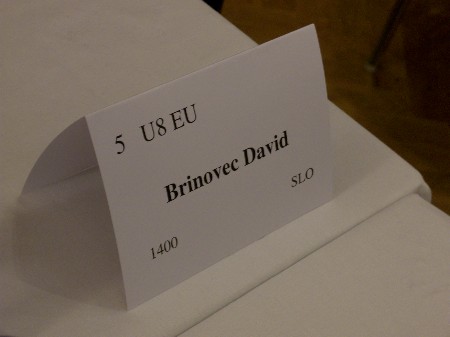 5 U8 EU
Brinovec David
1400 SLO